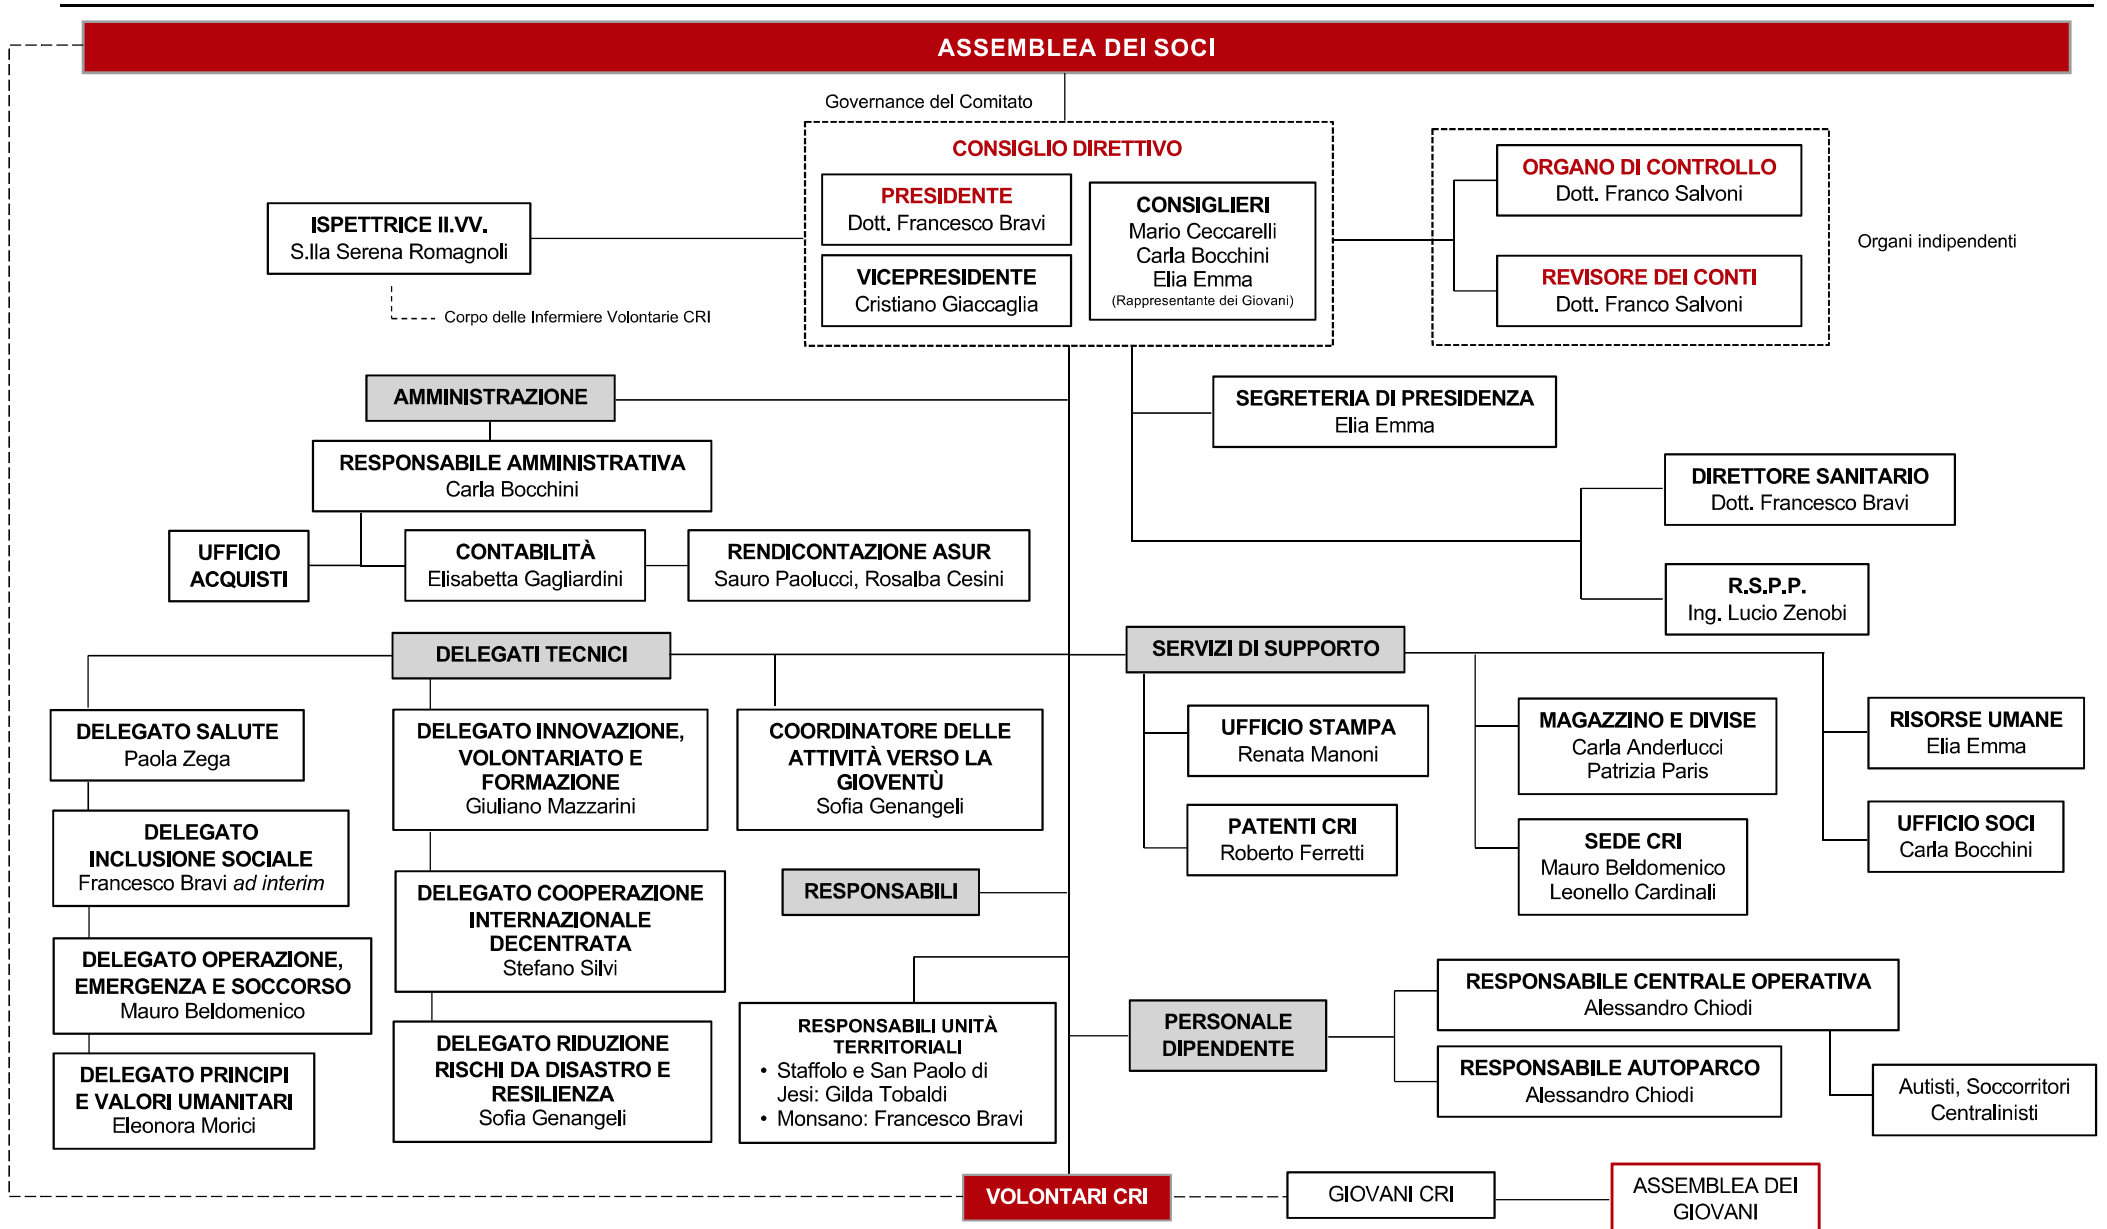 ASSEMBLEA DEI SOCI
Governance del Comitato
CONSIGLIO DIRETTIVO
PRESIDENTE
Dott. Francesco Bravi
VICEPRESIDENTE
Cristiano Giaccaglia
CONSIGLIERI
Mario Ceccarelli
Carla Bocchini
Elia Emma
(Rappresentante dei Giovani)
ORGANO DI CONTROLLO
Dott. Franco Salvoni
REVISORE DEI CONTI
Dott. Franco Salvoni
Organi indipendenti
ISPETTRICE II.VV.
S.lla Serena Romagnoli
Corpo delle Infermiere Volontarie CRI
AMMINISTRAZIONE
RESPONSABILE AMMINISTRATIVA
Carla Bocchini
UFFICIO
ACQUISTI
CONTABILITÀ
Elisabetta Gagliardini
RENDICONTAZIONE ASUR
Sauro Paolucci, Rosalba Cesini
SEGRETERIA DI PRESIDENZA
Elia Emma
DIRETTORE SANITARIO
Dott. Francesco Bravi
R.S.P.P.
Ing. Lucio Zenobi
DELEGATI TECNICI
DELEGATO SALUTE
Paola Zega
DELEGATO
INCLUSIONE SOCIALE
Francesco Bravi ad interim
DELEGATO OPERAZIONE,
EMERGENZA E SOCCORSO
Mauro Beldomenico
DELEGATO PRINCIPI
E VALORI UMANITARI
Eleonora Morici
DELEGATO INNOVAZIONE,
VOLONTARIATO E
FORMAZIONE
Giuliano Mazzarini
DELEGATO COOPERAZIONE
INTERNAZIONALE
DECENTRATA
Stefano Silvi
DELEGATO RIDUZIONE
RISCHI DA DISASTRO E
RESILIENZA
Sofia Genangeli
COORDINATORE DELLE
ATTIVITÀ VERSO LA
GIOVENTÙ
Sofia Genangeli
SERVIZI DI SUPPORTO
UFFICIO STAMPA
Renata Manoni
PATENTI CRI
Roberto Ferretti
MAGAZZINO E DIVISE
Carla Anderlucci
Patrizia Paris
SEDE CRI
Mauro Beldomenico
Leonello Cardinali
RISORSE UMANE
Elia Emma
UFFICIO SOCI
Carla Bocchini
RESPONSABILI
RESPONSABILI UNITÀ
TERRITORIALI
• Staffolo e San Paolo di
Jesi: Gilda Tobaldi
• Monsano: Francesco Bravi
PERSONALE
DIPENDENTE
RESPONSABILE CENTRALE OPERATIVA
Alessandro Chiodi
RESPONSABILE AUTOPARCO
Alessandro Chiodi
Autisti, Soccorritori
Centralinisti
VOLONTARI CRI
GIOVANI CRI
ASSEMBLEA DEI
GIOVANI